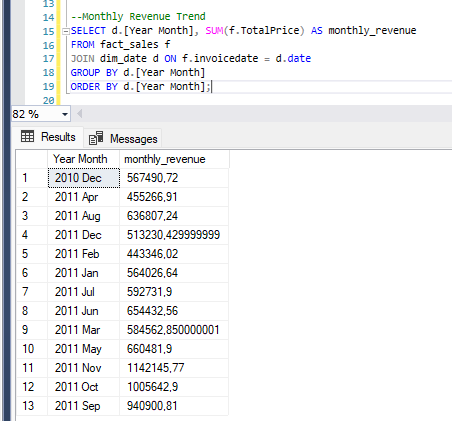 13
14 --Monthly Revenue Trend
15 SELECT d.[Year Month], SUM(f.TotalPrice) AS monthly_revenue
16 FROM fact_sales f
17 JOIN dim_date d ON f.invoicedate = d.date
18 GROUP BY d.[Year Month]
19 ORDER BY d.[Year Month];
20
82 %
Results Messages
Year Month monthly_revenue
1 2010 Dec 567490,72
2 2011 Apr 455266,91
3 2011 Aug 636807,24
4 2011 Dec 513230,429999999
5 2011 Feb 443346,02
6 2011 Jan 564026,64
7 2011 Jul 592731,9
8 2011 Jun 654432,56
9 2011 Mar 584562,850000001
10 2011 May 660481,9
11 2011 Nov 1142145,77
12 2011 Oct 1005642,9
13 2011 Sep 940900,81